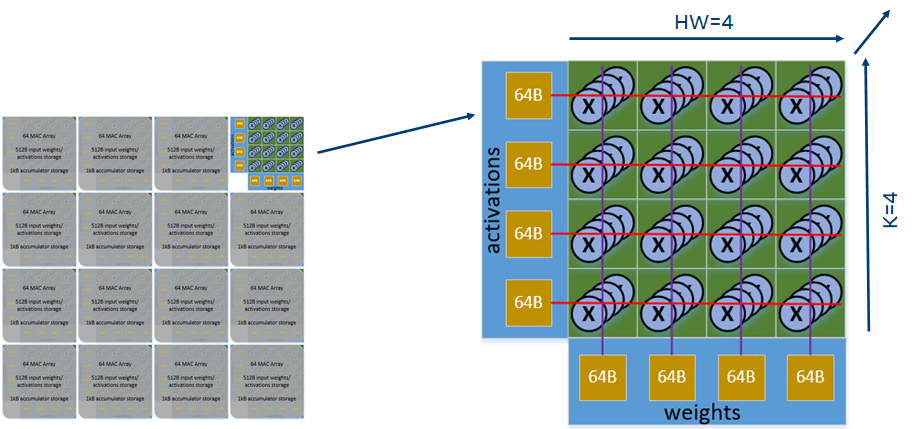 64 MAC Array
512B input weights/
activations storage
1kB accumulator storage
64 MAC Array
512B input weights/
activations storage
1kB accumulator storage
64 MAC Array
512B input weights/
activations storage
1kB accumulator storage
weights
64 MAC Array
512B input weights/
activations storage
1kB accumulator storage
64 MAC Array
512B input weights/
activations storage
1kB accumulator storage
64 MAC Array
512B input weights/
activations storage
1kB accumulator storage
64 MAC Array
512B input weights/
activations storage
1kB accumulator storage
64 MAC Array
512B input weights/
activations storage
1kB accumulator storage
64 MAC Array
512B input weights/
activations storage
1kB accumulator storage
64 MAC Array
512B input weights/
activations storage
1kB accumulator storage
64 MAC Array
512B input weights/
activations storage
1kB accumulator storage
64 MAC Array
512B input weights/
activations storage
1kB accumulator storage
64 MAC Array
512B input weights/
activations storage
1kB accumulator storage
64 MAC Array
512B input weights/
activations storage
1kB accumulator storage
64 MAC Array
512B input weights/
activations storage
1kB accumulator storage
HW=4
activations
64B X X X X
64B X X X X
64B X X X X
64B X X X X
K=4
64B 64B 64B 64B
weights